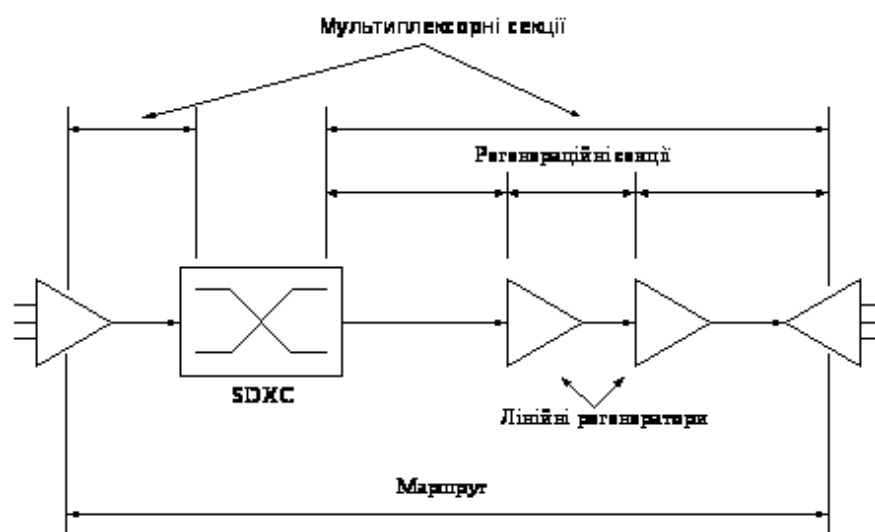 Мультиплексорні секції
Регенераційні секції
SDXC
Лінійні регенератори
Маршрут